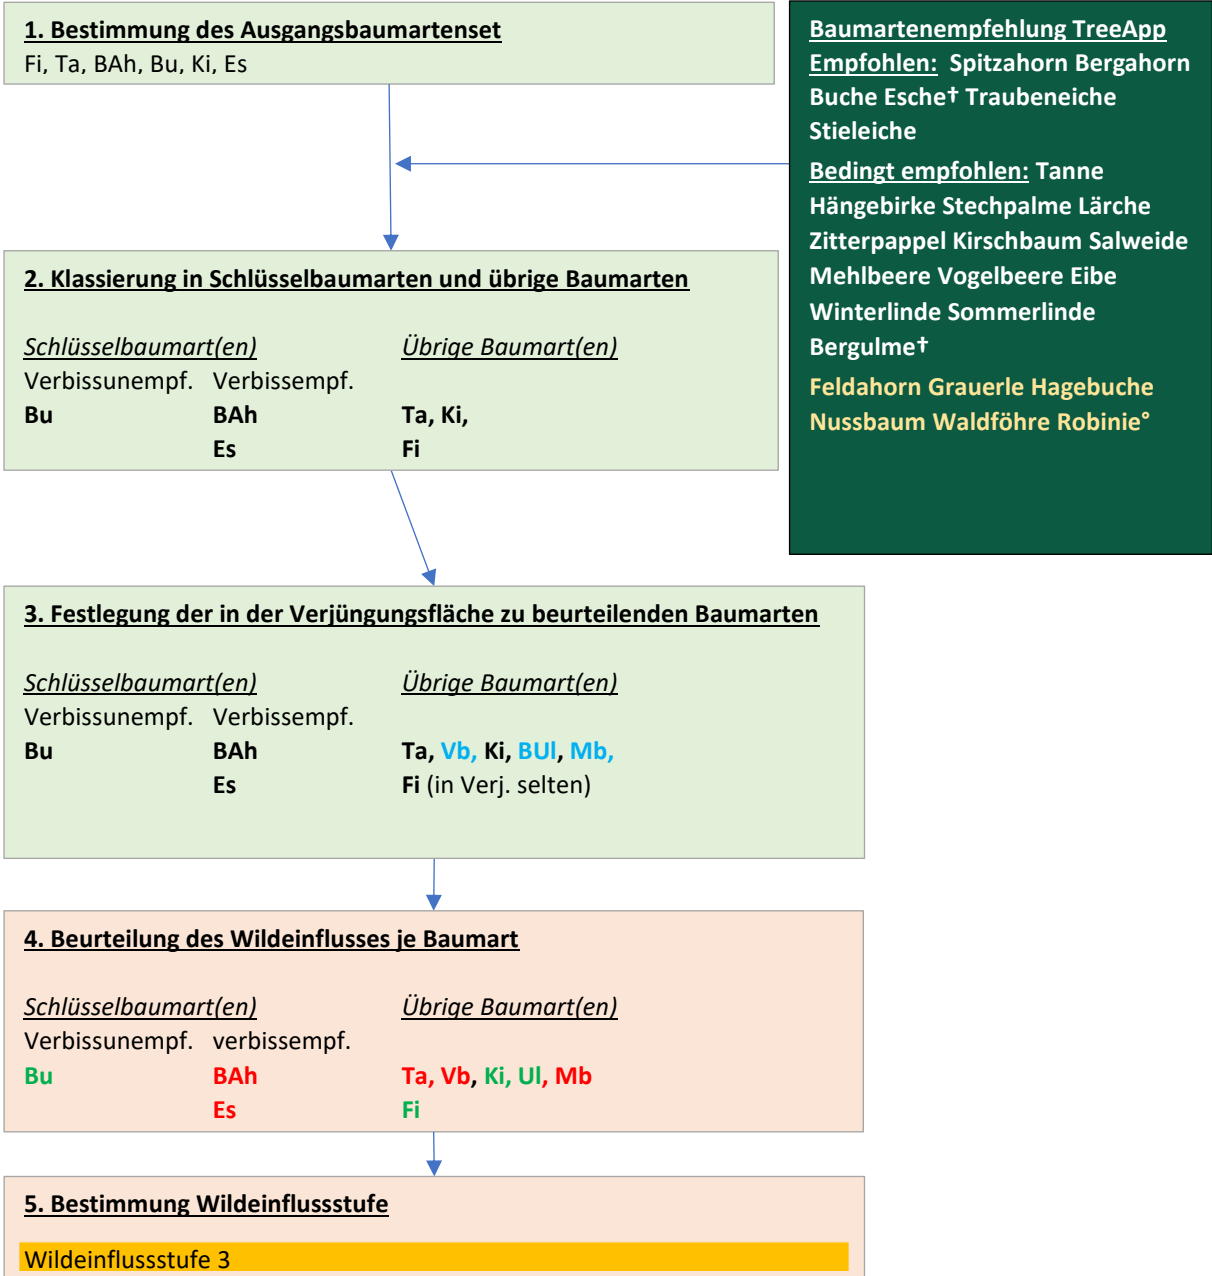 1. Bestimmung des Ausgangsbaumartenset
Fi, Ta, BAh, Bu, Ki, Es
Baumartenempfehlung TreeApp
Empfohlen: Spitzahorn Bergahorn
Buche Esche† Traubeneiche
Stieleiche
Bedingt empfohlen: Tanne
Hängebirke Stechpalme Lärche
Zitterpappel Kirschbaum Salweide
Mehlbeere Vogelbeere Eibe
Winterlinde Sommerlinde
Bergulme†
Feldahorn Grauerle Hagebuche
Nussbaum Waldföhre Robinie°
2. Klassierung in Schlüsselbaumarten und übrige Baumarten
Schlüsselbaumart(en) Übrige Baumart(en)
Verbissunempf. Verbissempf.
Bu BAh Ta, Ki,
Es Fi
3. Festlegung der in der Verjüngungsfläche zu beurteilenden Baumarten
Schlüsselbaumart(en) Übrige Baumart(en)
Verbissunempf. Verbissempf.
Bu BAh Ta, Vb, Ki, BUl, Mb,
Es Fi (in Verj. selten)
4. Beurteilung des Wildeinflusses je Baumart
Schlüsselbaumart(en) Übrige Baumart(en)
Verbissunempf. verbissempf.
Bu BAh Ta, Vb, Ki, Ul, Mb
Es Fi
5. Bestimmung Wildeinflussstufe
Wildeinflussstufe 3